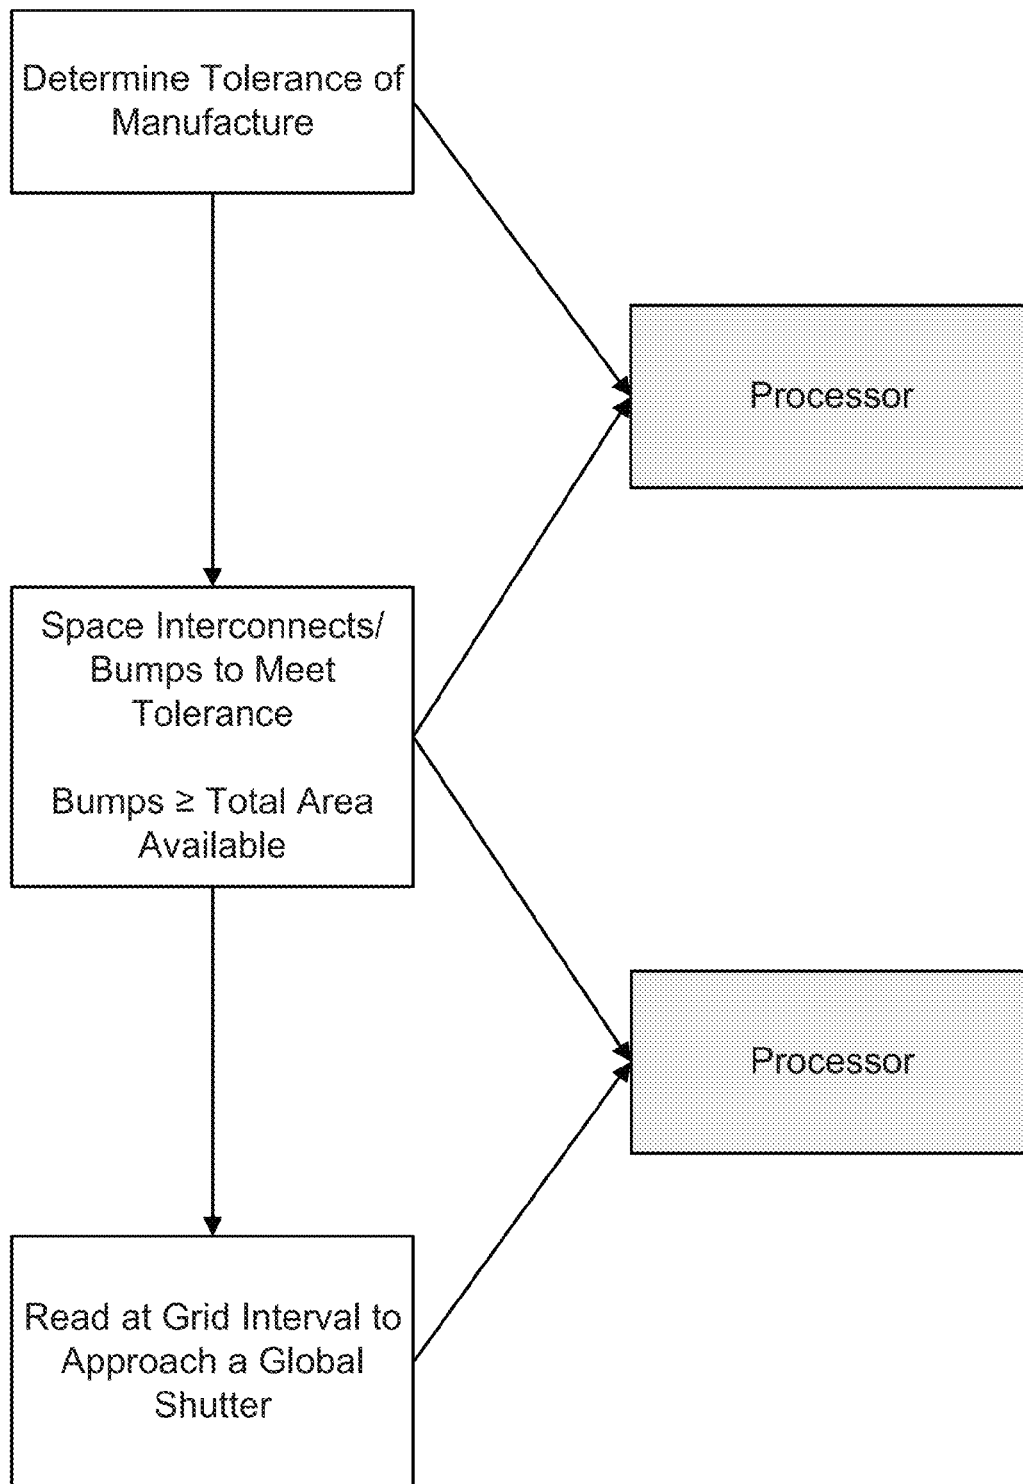 Determine Tolerance of
Manufacture
Processor
Space Interconnects/
Bumps to Meet
Tolerance
Bumps ≥ Total Area
Available
Processor
Read at Grid Interval to
Approach a Global
Shutter